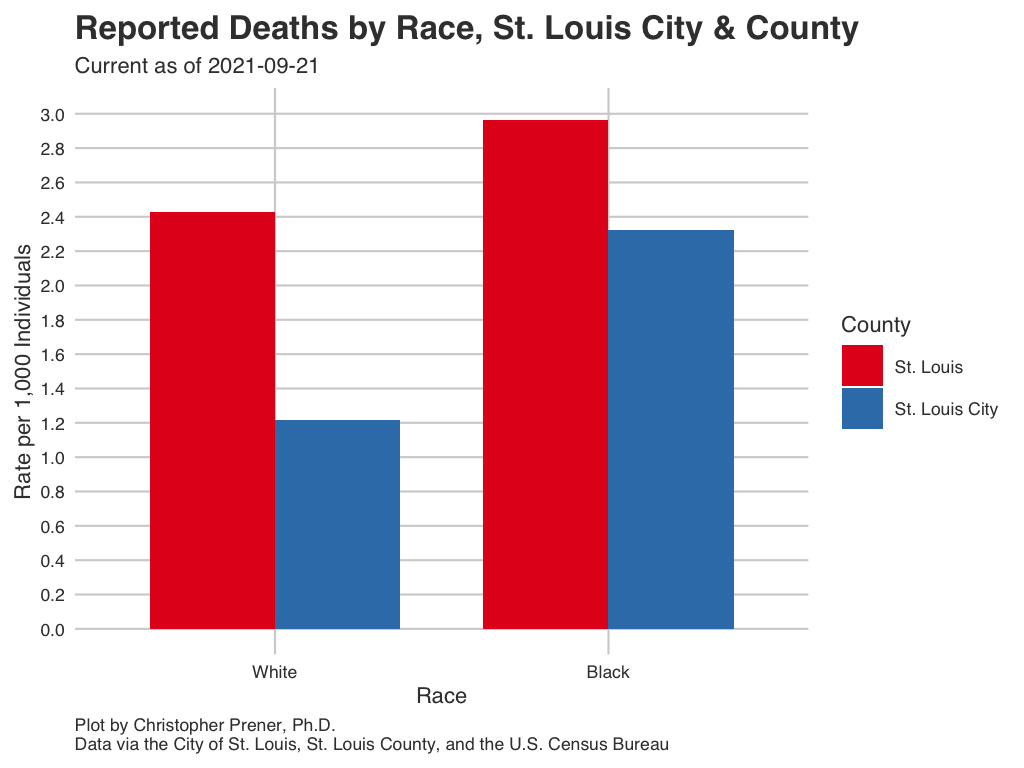 Reported Deaths by Race, St. Louis City & County
Current as of 2021-09-21
Rate per 1,000 Individuals
3.0
2.8
2.6
2.4
2.2
2.0
1.8
1.6
1.4
1.2
1.0
0.8
0.6
0.4
0.2
0.0
White
Black
Race
County
St. Louis
St. Louis City
Plot by Christopher Prener, Ph.D.
Data via the City of St. Louis, St. Louis County, and the U.S. Census Bureau